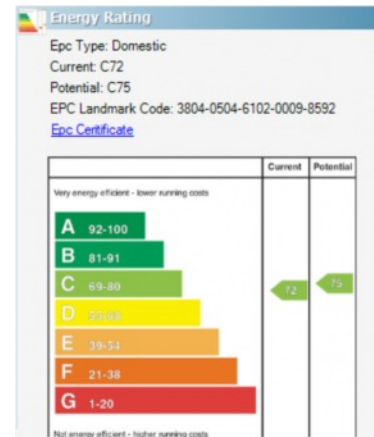 Energy Rating
Epc Type: Domestic
Current: C72
Potential: C75
EPC Landmark Code: 3804-0504-6102-0009-8592
Epc Certificate
Current Potential
Very energy efficient - lower running costs
A 92-100
B 81-91
C 69-80
72 75
D 55-68
E 39-54
F 21-38
G 1-20
Not energy efficient - higher running costs